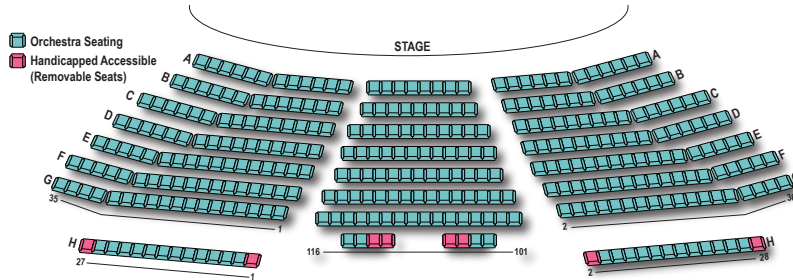 STAGE
Orchestra Seating
Handicapped Accessible
(Removable Seats)
A
B
C
D
E
F
G
35
1
H
27
1
116
101
A
B
C
D
E
F
2
H
2
28